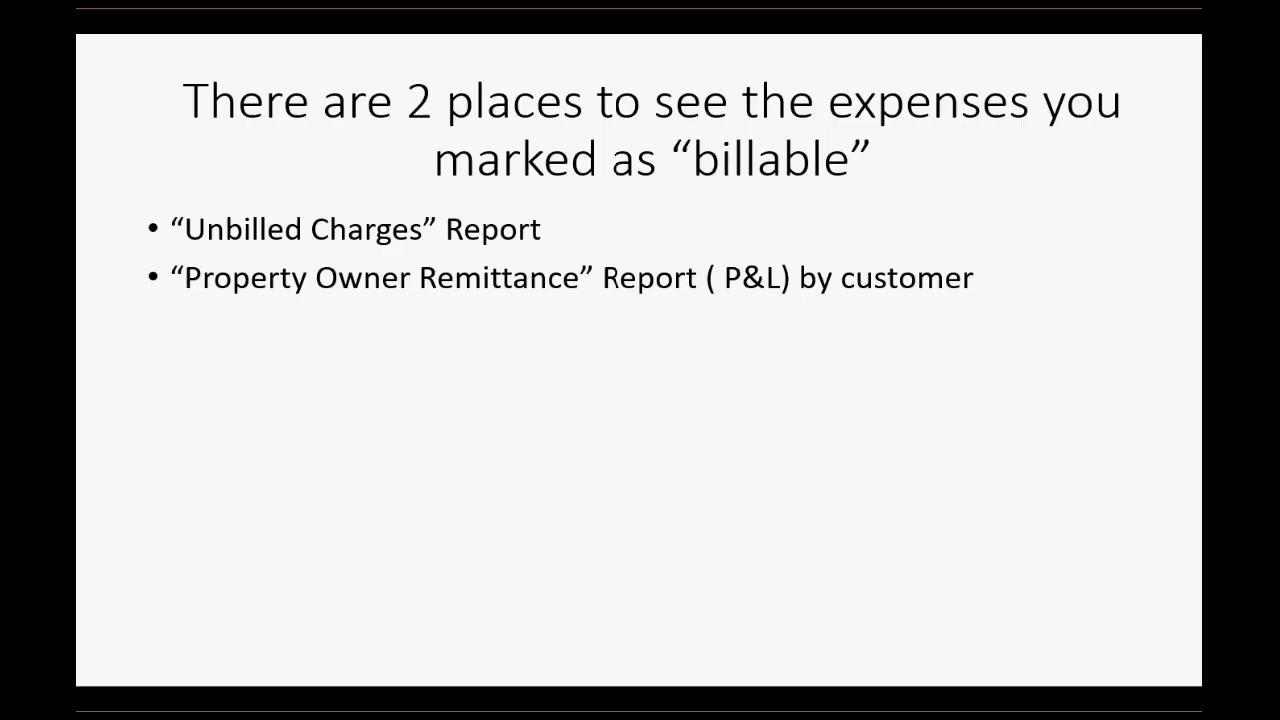 There are 2 places to see the expenses you
marked as “billable”
• “Unbilled Charges” Report
• “Property Owner Remittance” Report ( P&L) by customer